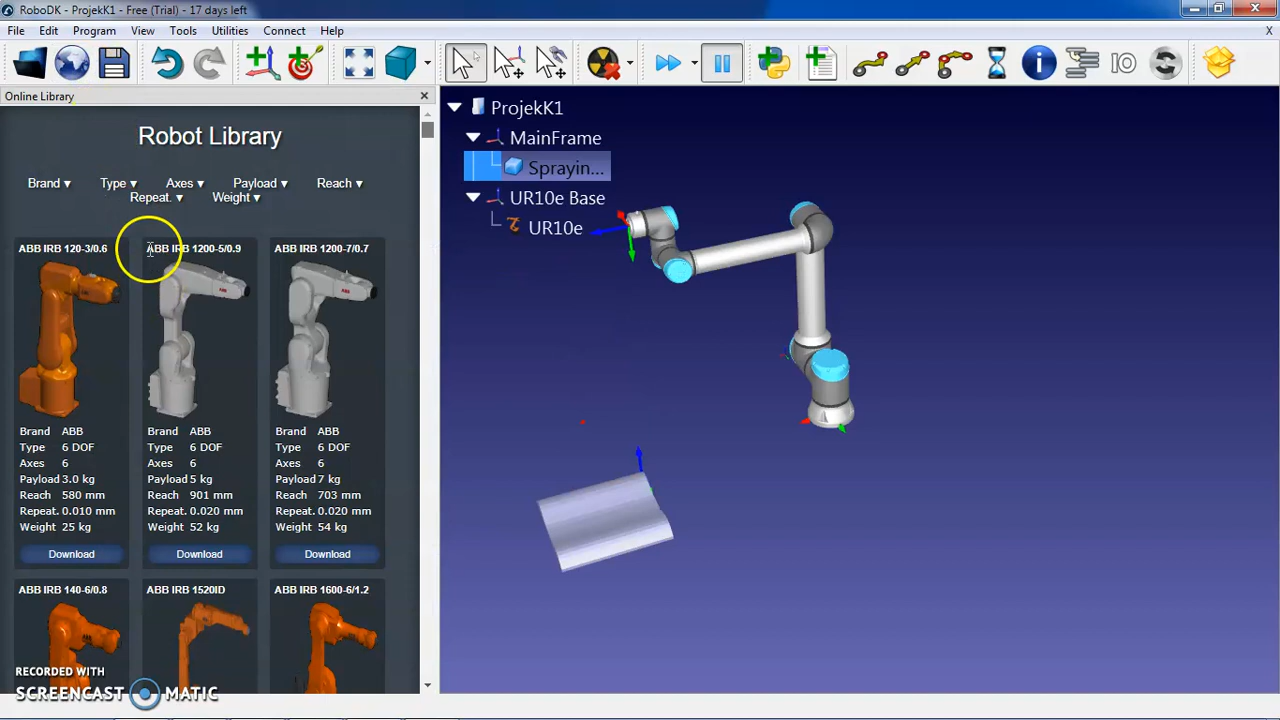 RoboDK - ProjekK1 - Free (Trial) - 17 days left
File Edit Program View Tools Utilities Connect Help X
Online Library
Robot Library
Brand ▾ Type ▾ Axes ▾ Payload ▾ Reach ▾
Repeat. ▾ Weight ▾
ABB IRB 120-3/0.6 ABB IRB 1200-5/0.9 ABB IRB 1200-7/0.7
Brand ABB Brand ABB Brand ABB
Type 6 DOF Type 6 DOF Type 6 DOF
Axes 6 Axes 6 Axes 6
Payload 3.0 kg Payload 5 kg Payload 7 kg
Reach 580 mm Reach 901 mm Reach 703 mm
Repeat. 0.010 mm Repeat. 0.020 mm Repeat. 0.020 mm
Weight 25 kg Weight 52 kg Weight 54 kg
Download Download Download
ABB IRB 140-6/0.8 ABB IRB 1520ID ABB IRB 1600-6/1.2
RECORDED WITH
SCREENCAST MATIC
ProjekK1
MainFrame
Sprayin...
UR10e Base
UR10e
IO